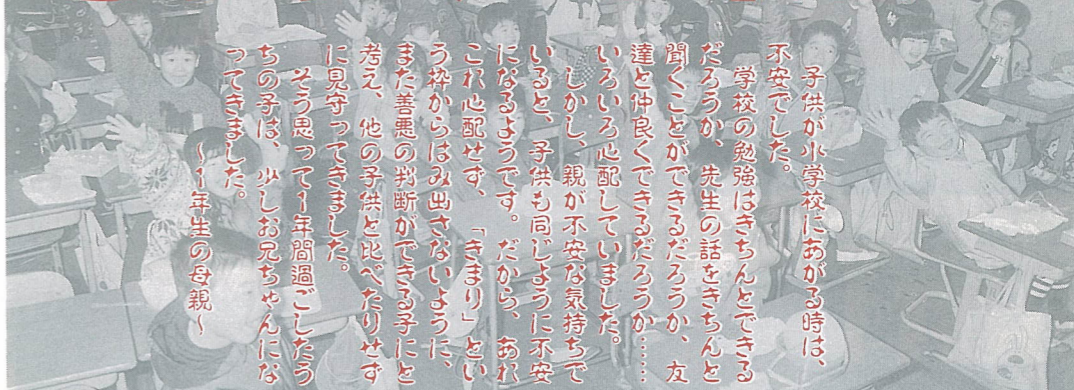 子供が小学校にあがる時は、
不安でした。
学校の勉強はきちんとできる
だろうか、先生の話をきちんと
聞くことができるだろうか、友
達と仲良くできるだろうか……
いろいろ心配していました。
しかし、親が不安な気持ちで
いると、子供も同じように不安
になるようです。だから、あれ
これ心配せず、「きまり」とい
う枠からはみ出さないように、
また善悪の判断ができる子にと
考え、他の子供と比べたりせず
に見守ってきました。
そう思って1年間過ごしたう
ちの子は、少しお兄ちゃんにな
ってきました。
〜1年生の母親〜